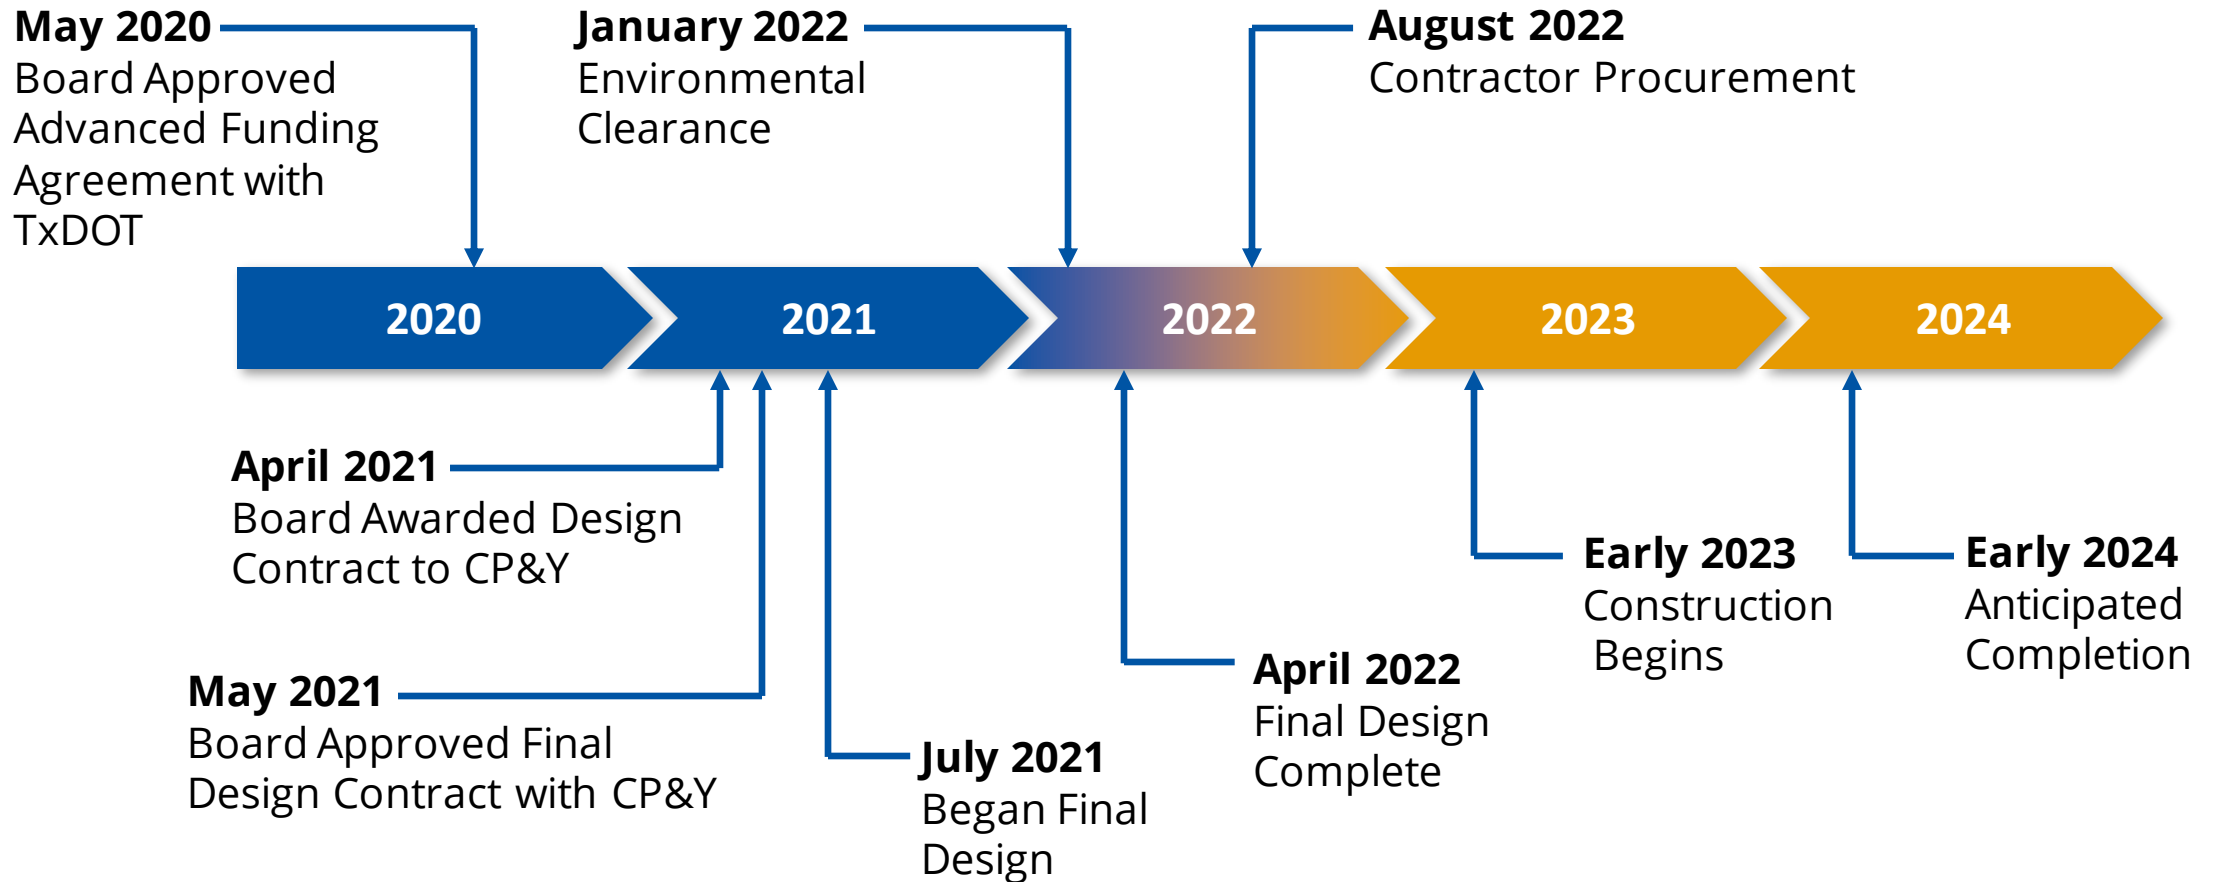 May 2020
Board Approved
Advanced Funding
Agreement with
TxDOT
January 2022
Environmental
Clearance
August 2022
Contractor Procurement
2020
2021
2022
2023
2024
April 2021
Board Awarded Design
Contract to CP&Y
May 2021
Board Approved Final
Design Contract with CP&Y
July 2021
Began Final
Design
April 2022
Final Design
Complete
Early 2023
Construction
Begins
Early 2024
Anticipated
Completion